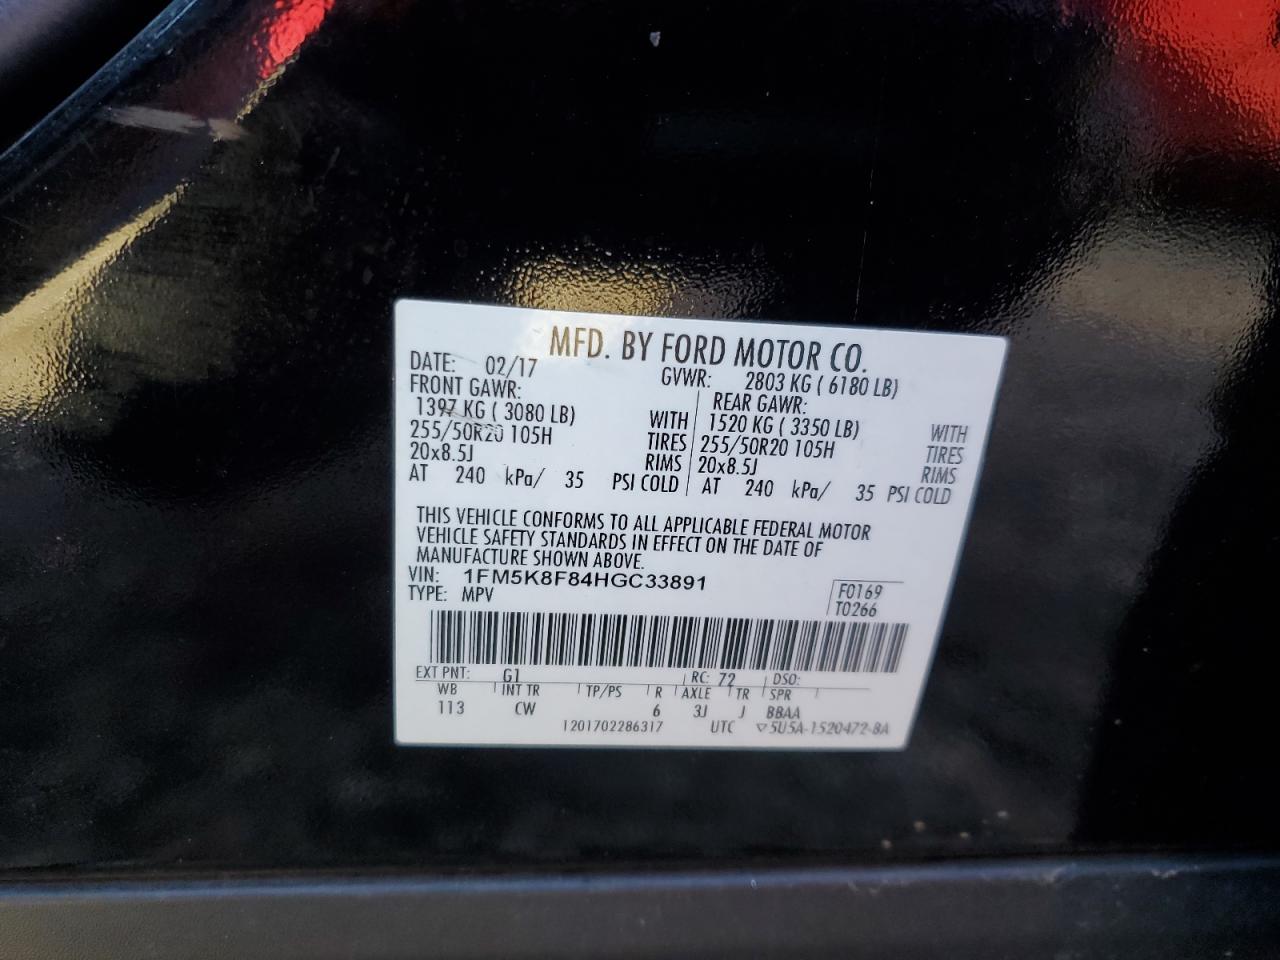 MFD. BY FORD MOTOR CO.
DATE: 02/17 GVWR: 2803 KG ( 6180 LB)
FRONT GAWR: REAR GAWR:
1397 KG ( 3080 LB) WITH 1520 KG ( 3350 LB) WITH
255/50R20 105H TIRES 255/50R20 105H TIRES
20x8.5J RIMS 20x8.5J RIMS
AT 240 kPa/ 35 PSI COLD AT 240 kPa/ 35 PSI COLD
THIS VEHICLE CONFORMS TO ALL APPLICABLE FEDERAL MOTOR
VEHICLE SAFETY STANDARDS IN EFFECT ON THE DATE OF
MANUFACTURE SHOWN ABOVE.
VIN: 1FM5K8F84HGC33891
TYPE: MPV F0169
T0266
EXT PNT: G1 RC: 72 DSO:
WB INT TR TP/PS R AXLE TR SPR
113 CW 6 3J J BBAA
1201702286317 UTC ▽5U5A-1520472-BA